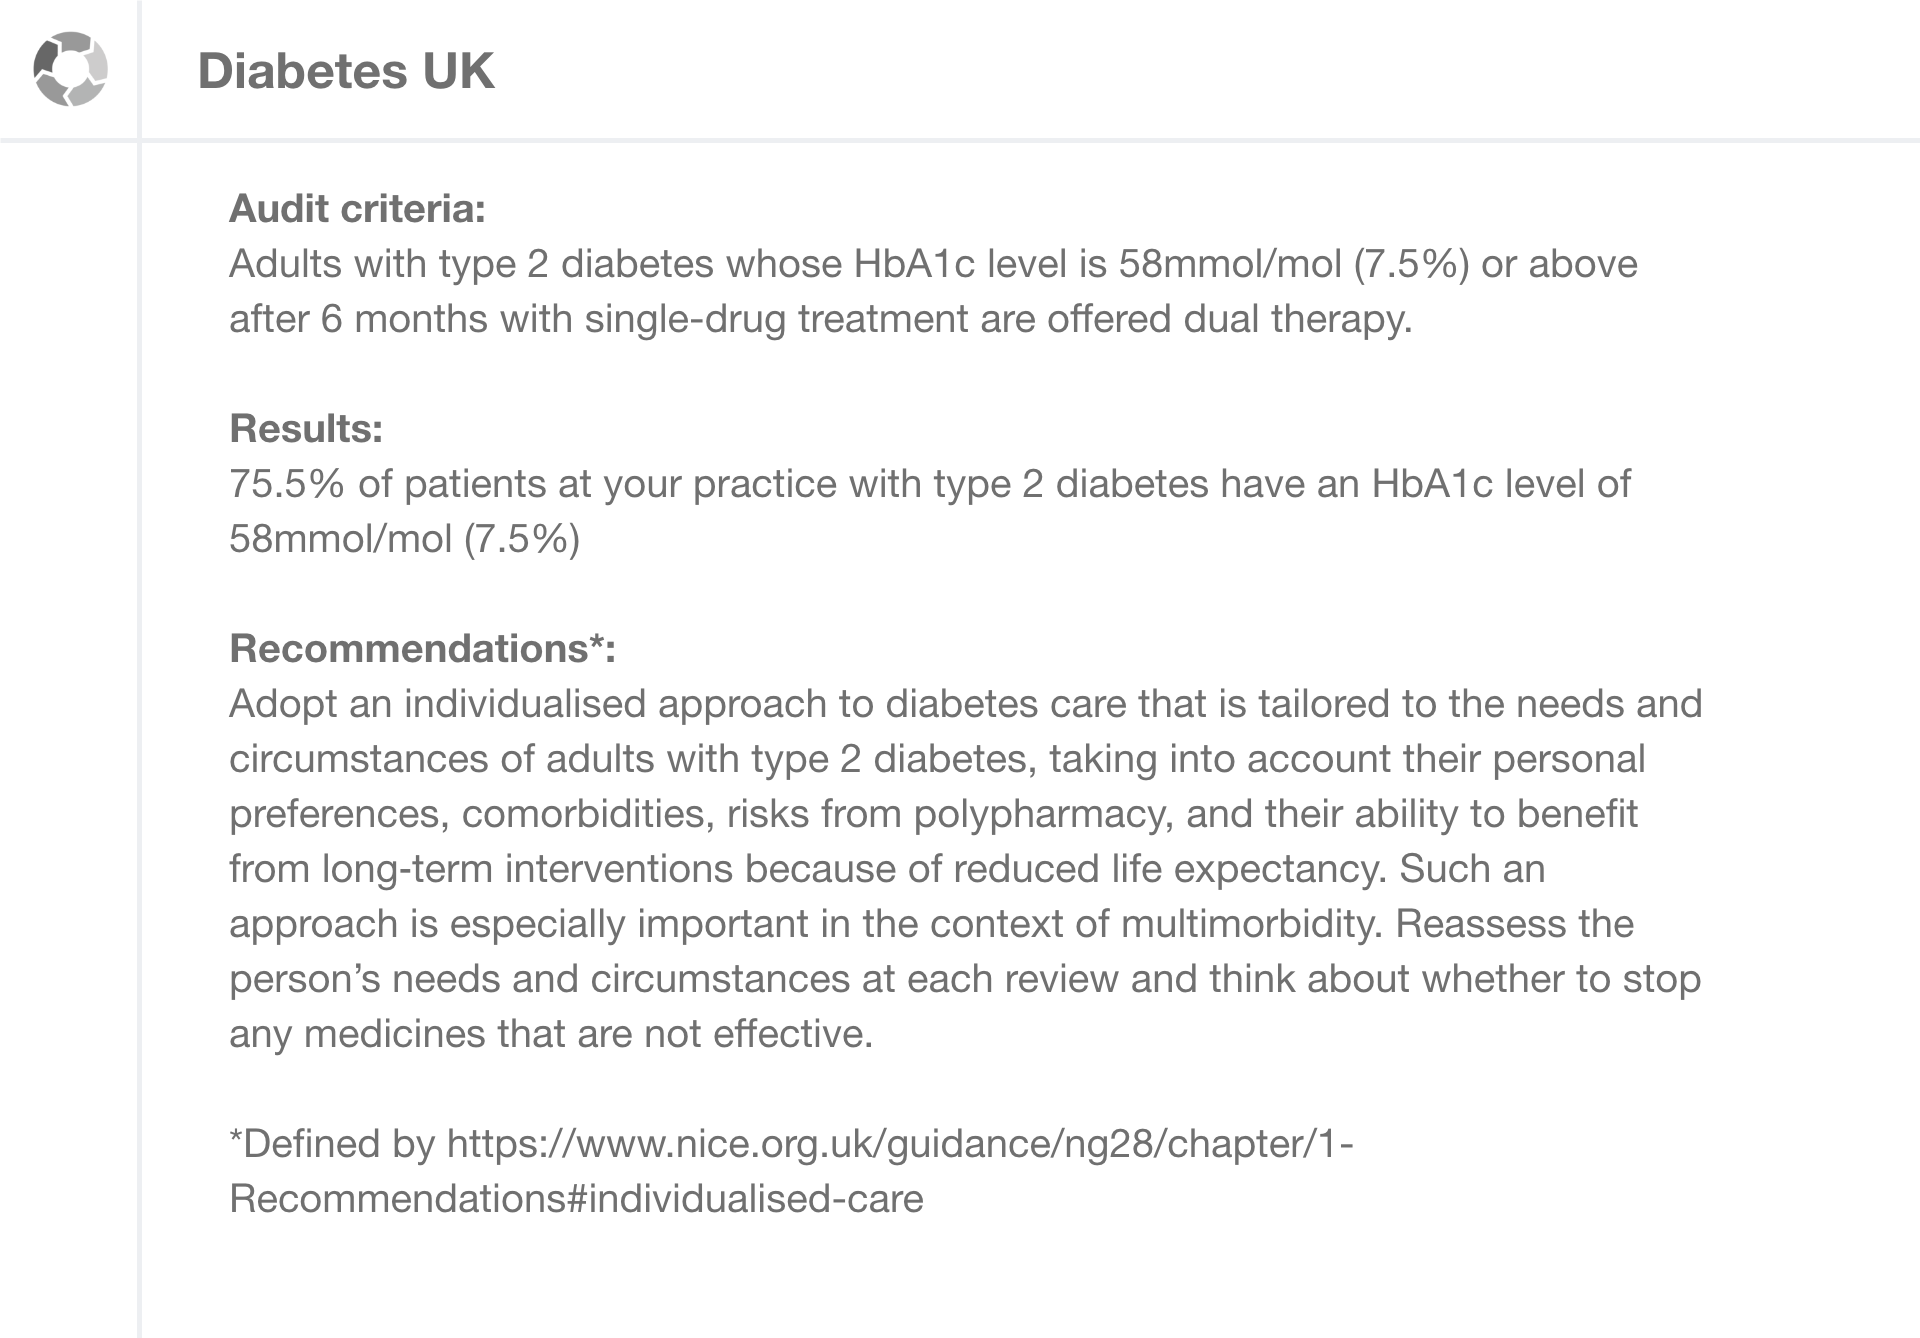 Diabetes UK
Audit criteria:
Adults with type 2 diabetes whose HbA1c level is 58mmol/mol (7.5%) or above
after 6 months with single-drug treatment are offered dual therapy.
Results:
75.5% of patients at your practice with type 2 diabetes have an HbA1c level of
58mmol/mol (7.5%)
Recommendations*:
Adopt an individualised approach to diabetes care that is tailored to the needs and
circumstances of adults with type 2 diabetes, taking into account their personal
preferences, comorbidities, risks from polypharmacy, and their ability to benefit
from long-term interventions because of reduced life expectancy. Such an
approach is especially important in the context of multimorbidity. Reassess the
person’s needs and circumstances at each review and think about whether to stop
any medicines that are not effective.
*Defined by https://www.nice.org.uk/guidance/ng28/chapter/1-
Recommendations#individualised-care